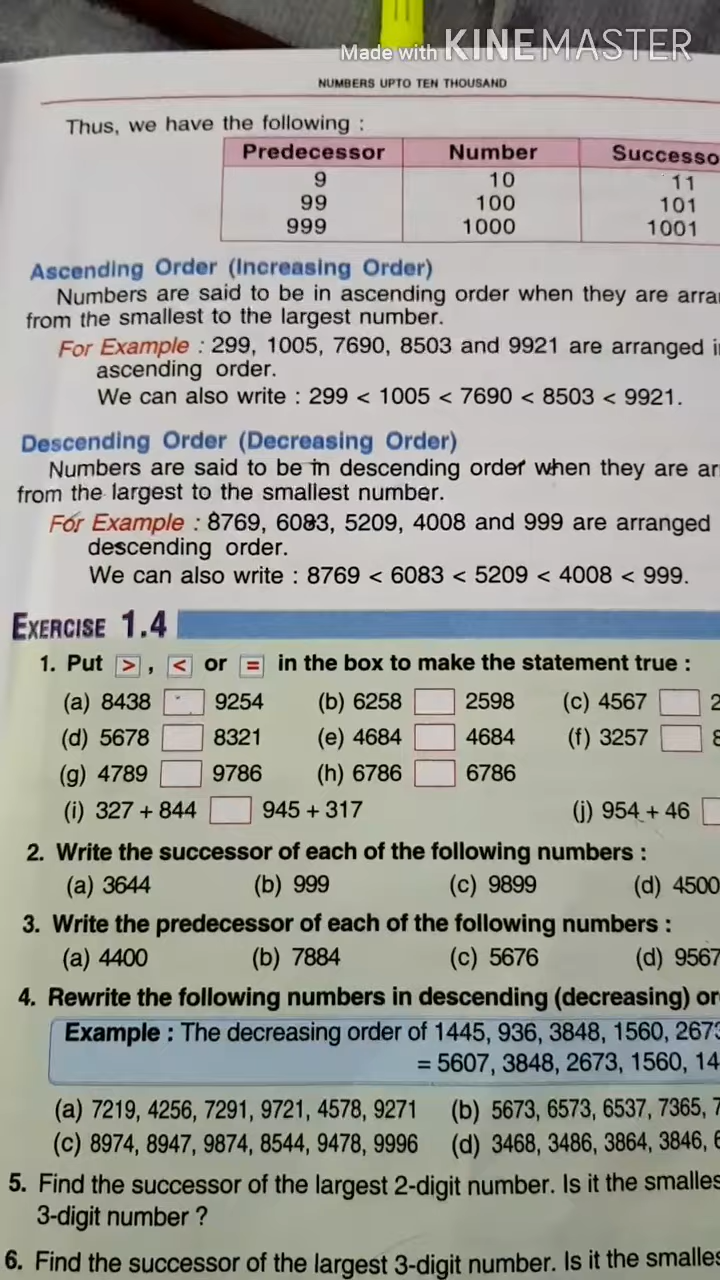 Made with KINEMASTER
NUMBERS UPTO TEN THOUSAND
Thus, we have the following :
Predecessor Number
9 10 11
99 100 101
999 1000 1001
Ascending Order (Increasing Order)
Numbers are said to be in ascending order when they are
from the smallest to the largest number.
For Example : 299, 1005, 7690, 8503 and 9921 are arranged
ascending order.
We can also write : 299 < 1005 < 7690 < 8503 < 9921.
Descending Order (Decreasing Order)
Numbers are said to be in descending order when they are
from the largest to the smallest number.
For Example : 8769, 6083, 5209, 4008 and 999 are arranged
descending order.
We can also write : 8769 < 6083 < 5209 < 4008 < 999.
EXERCISE 1.4
1. Put > , < or = in the box to make the statement true :
(a) 8438 9254 (b) 6258 2598 (c) 4567
(d) 5678 8321 (e) 4684 4684 (f) 3257
(g) 4789 9786 (h) 6786 6786
(i) 327 + 844 945 + 317 (j) 954 + 46
2. Write the successor of each of the following numbers :
(a) 3644 (b) 999 (c) 9899 (d) 4500
3. Write the predecessor of each of the following numbers :
(a) 4400 (b) 7884 (c) 5676 (d) 9567
4. Rewrite the following numbers in descending (decreasing)
Example : The decreasing order of 1445, 936, 3848, 1560, 2673
= 5607, 3848, 2673, 1560,
(a) 7219, 4256, 7291, 9721, 4578, 9271 (b) 5673, 6573, 6537, 7365,
(c) 8974, 8947, 9874, 8544, 9478, 9996 (d) 3468, 3486, 3864, 3846,
5. Find the successor of the largest 2-digit number. Is it the
3-digit number ?
6. Find the successor of the largest 3-digit number. Is it the